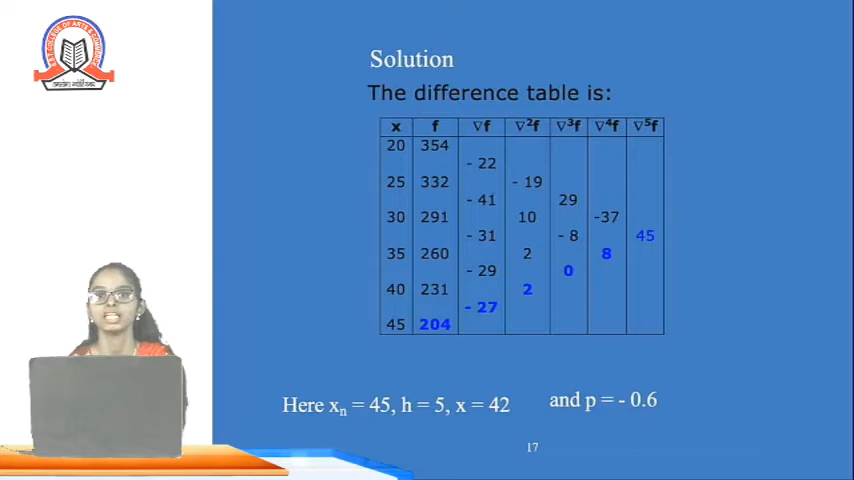 Solution
The difference table is:
x f ∇f ∇²f ∇³f ∇⁴f ∇⁵f
20 354
- 22
25 332 - 19
- 41 29
30 291 10 -37
- 31 - 8 45
35 260 2 8
- 29 0
40 231 2
- 27
45 204
Here xₙ = 45, h = 5, x = 42 and p = - 0.6
17